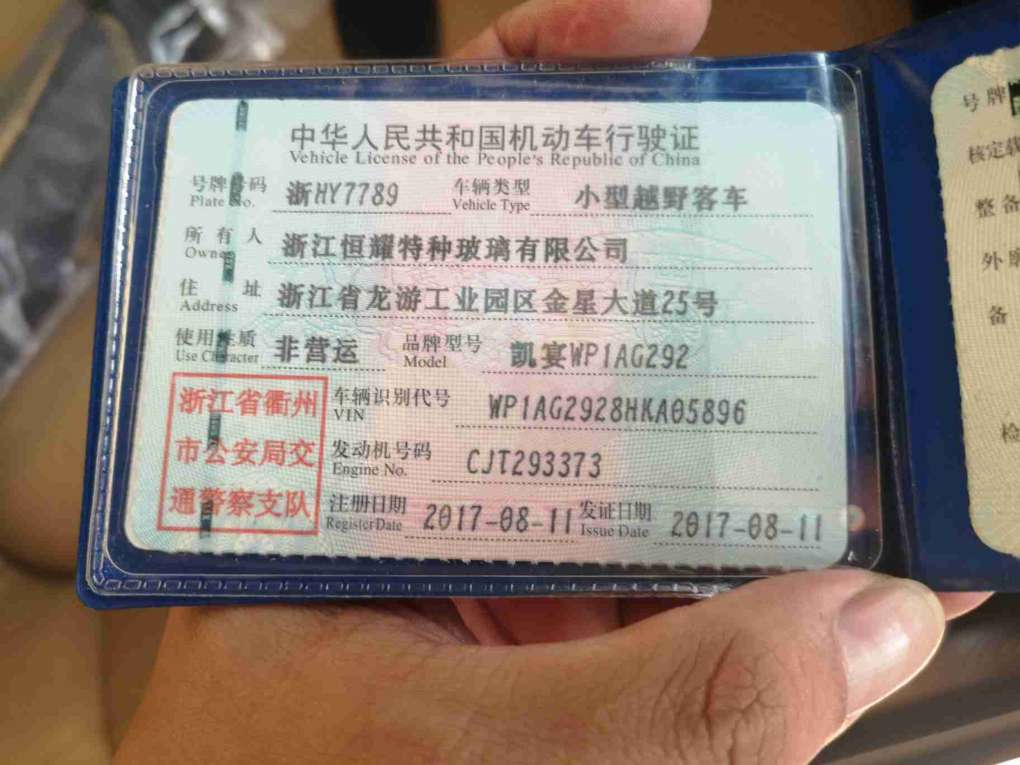 中华人民共和国机动车行驶证
Vehicle License of the People's Republic of China
号牌号码 浙HY7789 车辆类型 小型越野客车
Plate No. Vehicle Type
所有人 浙江恒耀特种玻璃有限公司
Owner
住址 浙江省龙游工业园区金星大道25号
Address
使用性质 非营运 品牌型号 凯宴WP1AG292
Use Character Model
浙江省衢州
市公安局交
通警察支队
车辆识别代号 WP1AG2928HKA05896
VIN
发动机号码 CJT293373
Engine No.
注册日期 2017-08-11 发证日期 2017-08-11
Register Date Issue Date
号牌
核定载
整备
外廓
备
检